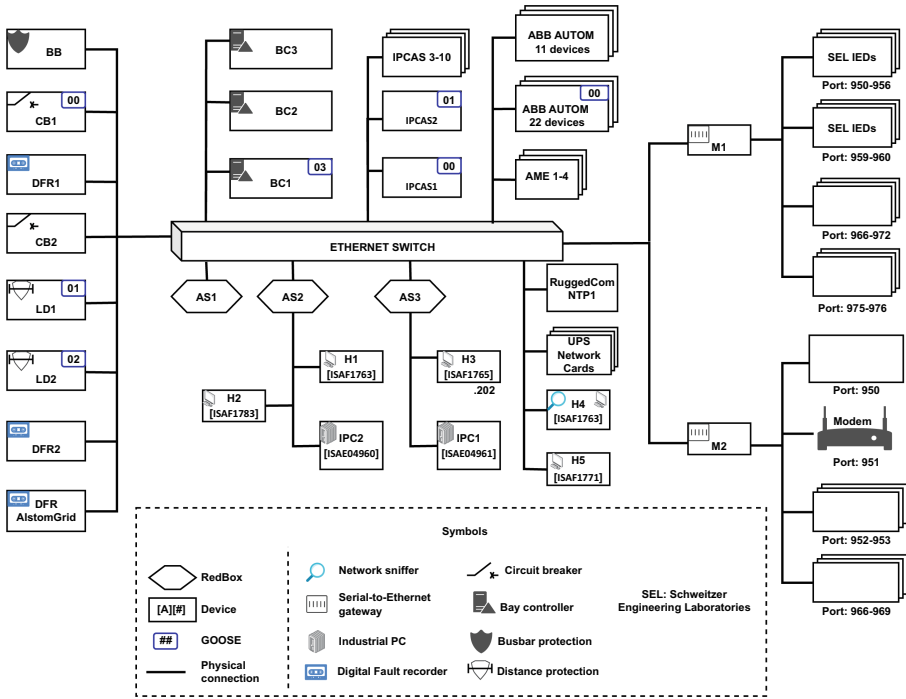 BB
00
CB1
DFR1
CB2
01
LD1
02
LD2
DFR2
DFR
AlstomGrid
BC3
BC2
03
BC1
IPCAS 3-10
01
IPCAS2
00
IPCAS1
ABB AUTOM
11 devices
00
ABB AUTOM
22 devices
AME 1-4
ETHERNET SWITCH
AS1
AS2
AS3
H1
[ISAF1763]
H2
[ISAF1783]
IPC2
[ISAE04960]
H3
[ISAF1765]
.202
IPC1
[ISAE04961]
RuggedCom
NTP1
UPS
Network
Cards
H4
[ISAF1763]
H5
[ISAF1771]
M1
M2
SEL IEDs
Port: 950-956
SEL IEDs
Port: 959-960
Port: 966-972
Port: 975-976
Port: 950
Modem
Port: 951
Port: 952-953
Port: 966-969
Symbols
RedBox
[A][#]
Device
##
GOOSE
Physical
connection
Network sniffer
Serial-to-Ethernet
gateway
Industrial PC
Digital Fault recorder
Circuit breaker
Bay controller
Busbar protection
Distance protection
SEL: Schweitzer
Engineering Laboratories